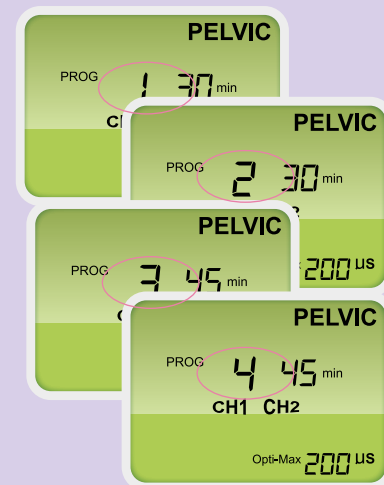 PELVIC
PROG 1 30 min
PELVIC
PROG 2 30 min
200 µs
PELVIC
PROG 3 45 min
PELVIC
PROG 4 45 min
CH1 CH2
Opti-Max 200 µs